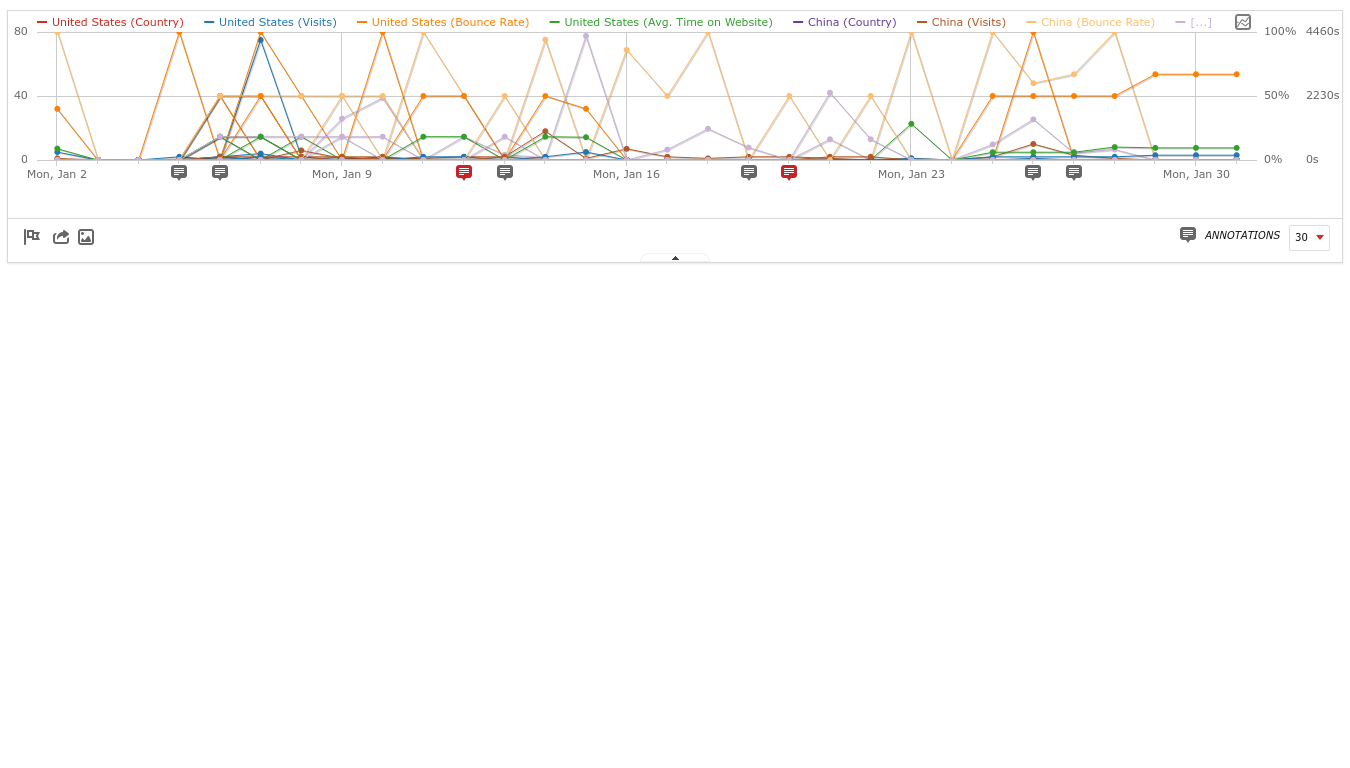 United States (Country) United States (Visits) United States (Bounce Rate) United States (Avg. Time on Website) China (Country) China (Visits) China (Bounce Rate) [...]
80 100% 4460s
40 50% 2230s
0 0% 0s
Mon, Jan 2 Mon, Jan 9 Mon, Jan 16 Mon, Jan 23 Mon, Jan 30
ANNOTATIONS 30